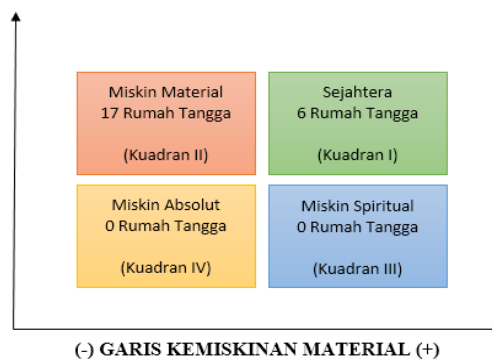 Miskin Material
17 Rumah Tangga
(Kuadran II)
Sejahtera
6 Rumah Tangga
(Kuadran I)
Miskin Absolut
0 Rumah Tangga
(Kuadran IV)
Miskin Spiritual
0 Rumah Tangga
(Kuadran III)
(-) GARIS KEMISKINAN MATERIAL (+)